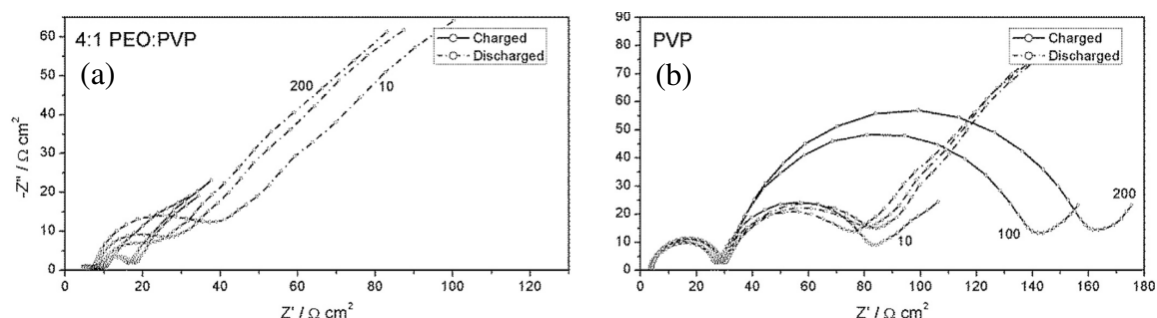 4:1 PEO:PVP
(a)
Charged
Discharged
200
10
60
50
40
30
20
10
0
-Z" / Ω cm²
0 20 40 60 80 100 120
Z' / Ω cm²
PVP
(b)
Charged
Discharged
90
80
70
60
50
40
30
20
10
0
10
100
200
0 20 40 60 80 100 120 140 160 180
Z' / Ω cm²